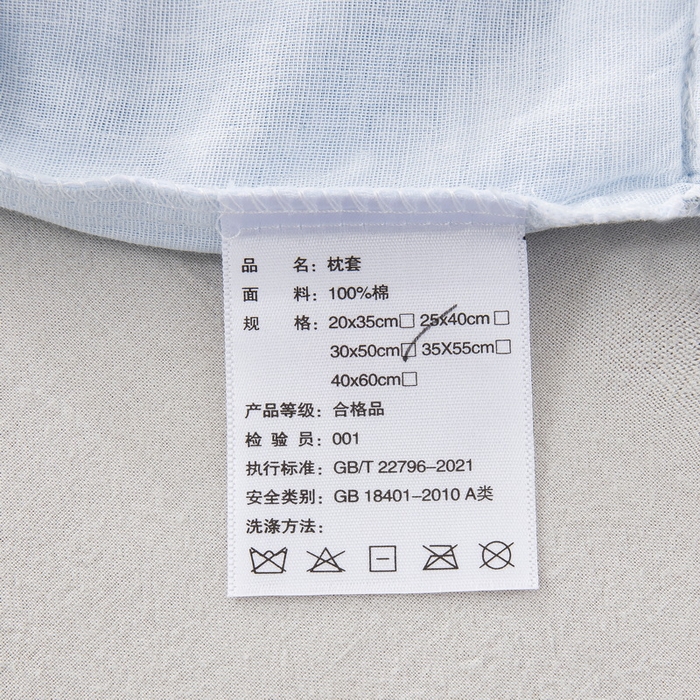 品 名：枕套
面 料：100%棉
规 格：20x35cm□ 25x40cm □
30x50cm☑ 35X55cm□
40x60cm□
产品等级：合格品
检 验 员：001
执行标准：GB/T 22796–2021
安全类别：GB 18401–2010 A类
洗涤方法：